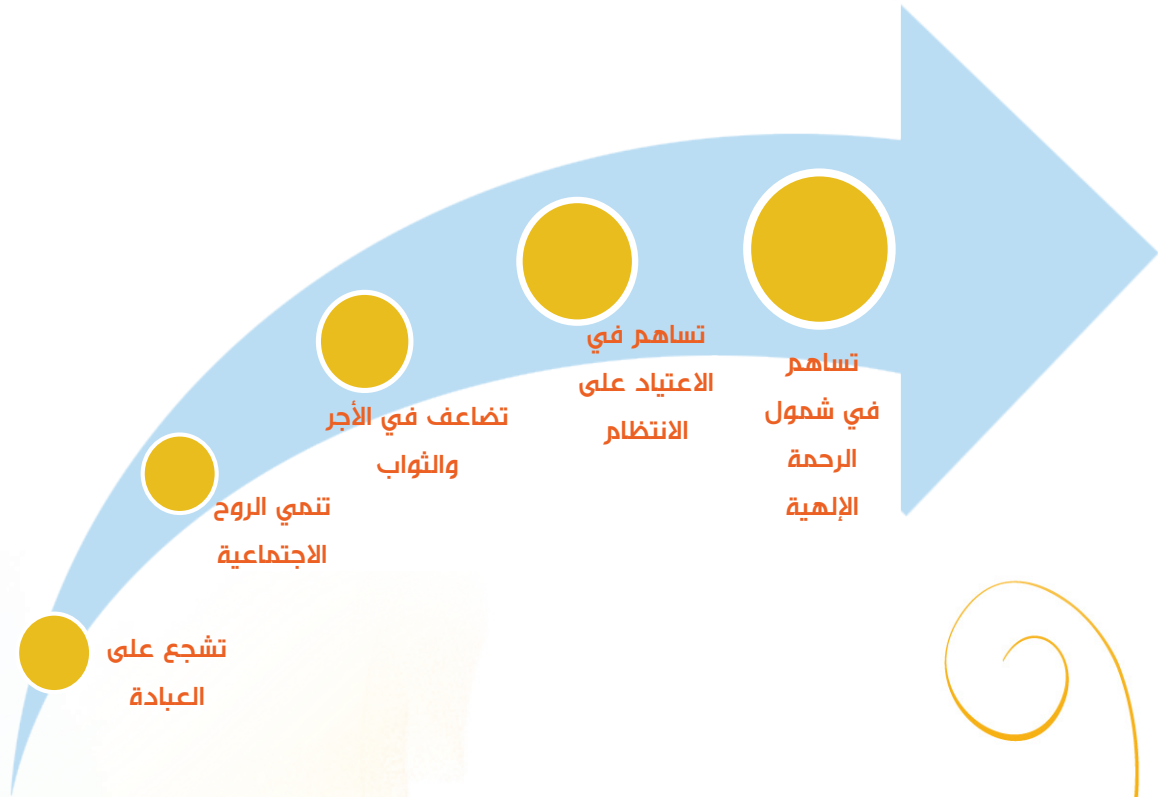 تشجع على
العبادة
تنمي الروح
الاجتماعية
تضاعف في الأجر
والثواب
تساهم في
الاعتياد على
الانتظام
تساهم
في شمول
الرحمة
الإلهية